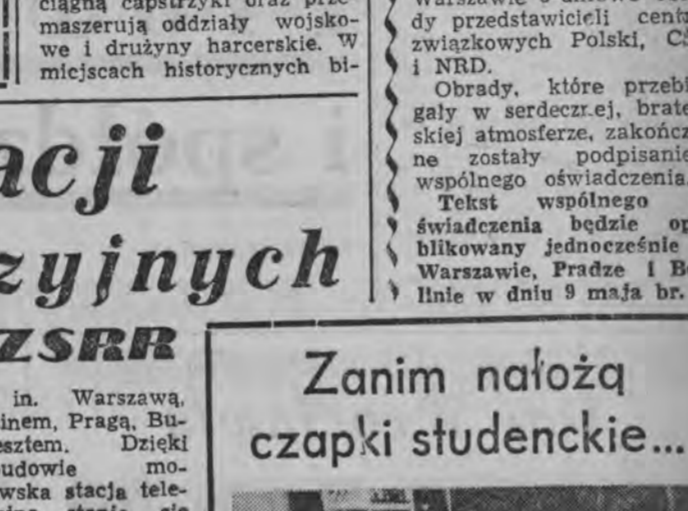 ciągną capstrzyki oraz
maszerują oddziały wojsko-
we i drużyny harcerskie. W
miejscach historycznych bi-
acji
zyjnych
ZSRR
in. Warszawą,
inem, Pragą, Bu-
esztem. Dzięki
udowie mo-
wska stacja tele-
dy przedstawicieli
związkowych Polski,
i NRD.
Obrady, które przebi
gały w serdeczr.ej, brate
skiej atmosferze, zakończ
ne zostały podpisanie
wspólnego oświadczenia.
Tekst wspólnego
świadczenia będzie op
blikowany jednocześnie
Warszawie, Pradze i Be
linie w dniu 9 maja br.
Zanim nałożą
czapki studenckie...